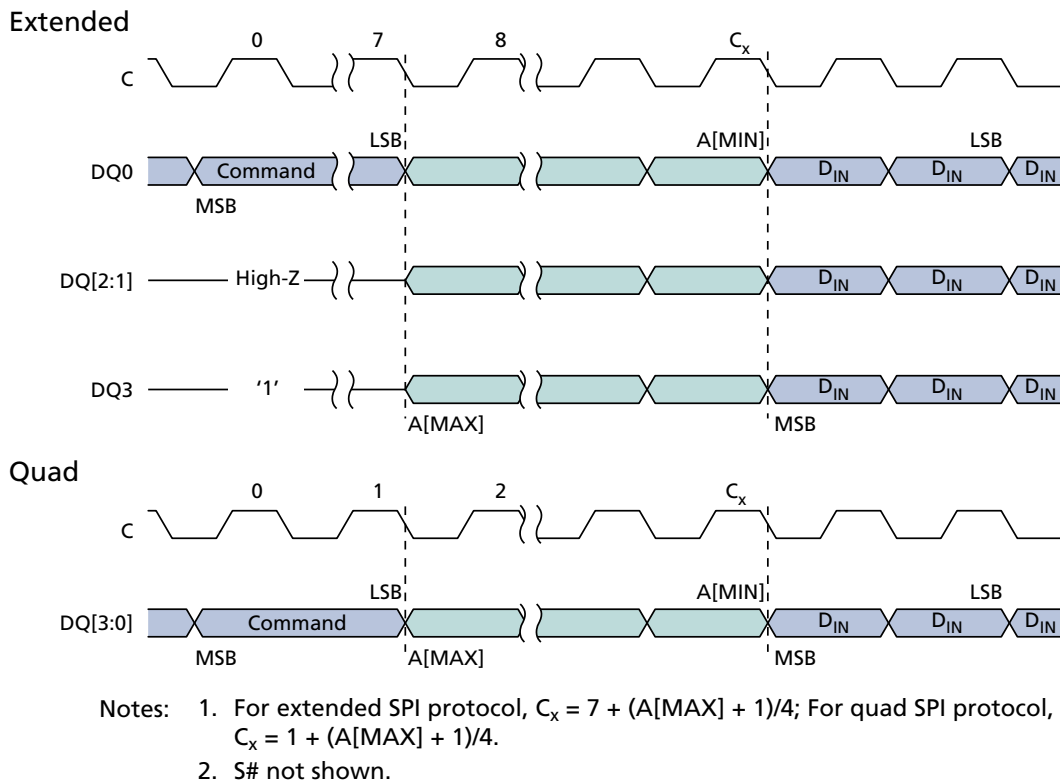 Extended
0 7 8 Cx
C
LSB A[MIN] LSB
DQ0 Command DIN DIN DIN
MSB
DQ[2:1] High-Z DIN DIN DIN
DQ3 ‘1’ DIN DIN DIN
A[MAX] MSB
Quad
0 1 2 Cx
C
LSB A[MIN] LSB
DQ[3:0] Command DIN DIN DIN
MSB A[MAX] MSB
Notes: 1. For extended SPI protocol, Cx = 7 + (A[MAX] + 1)/4; For quad SPI protocol,
Cx = 1 + (A[MAX] + 1)/4.
2. S# not shown.